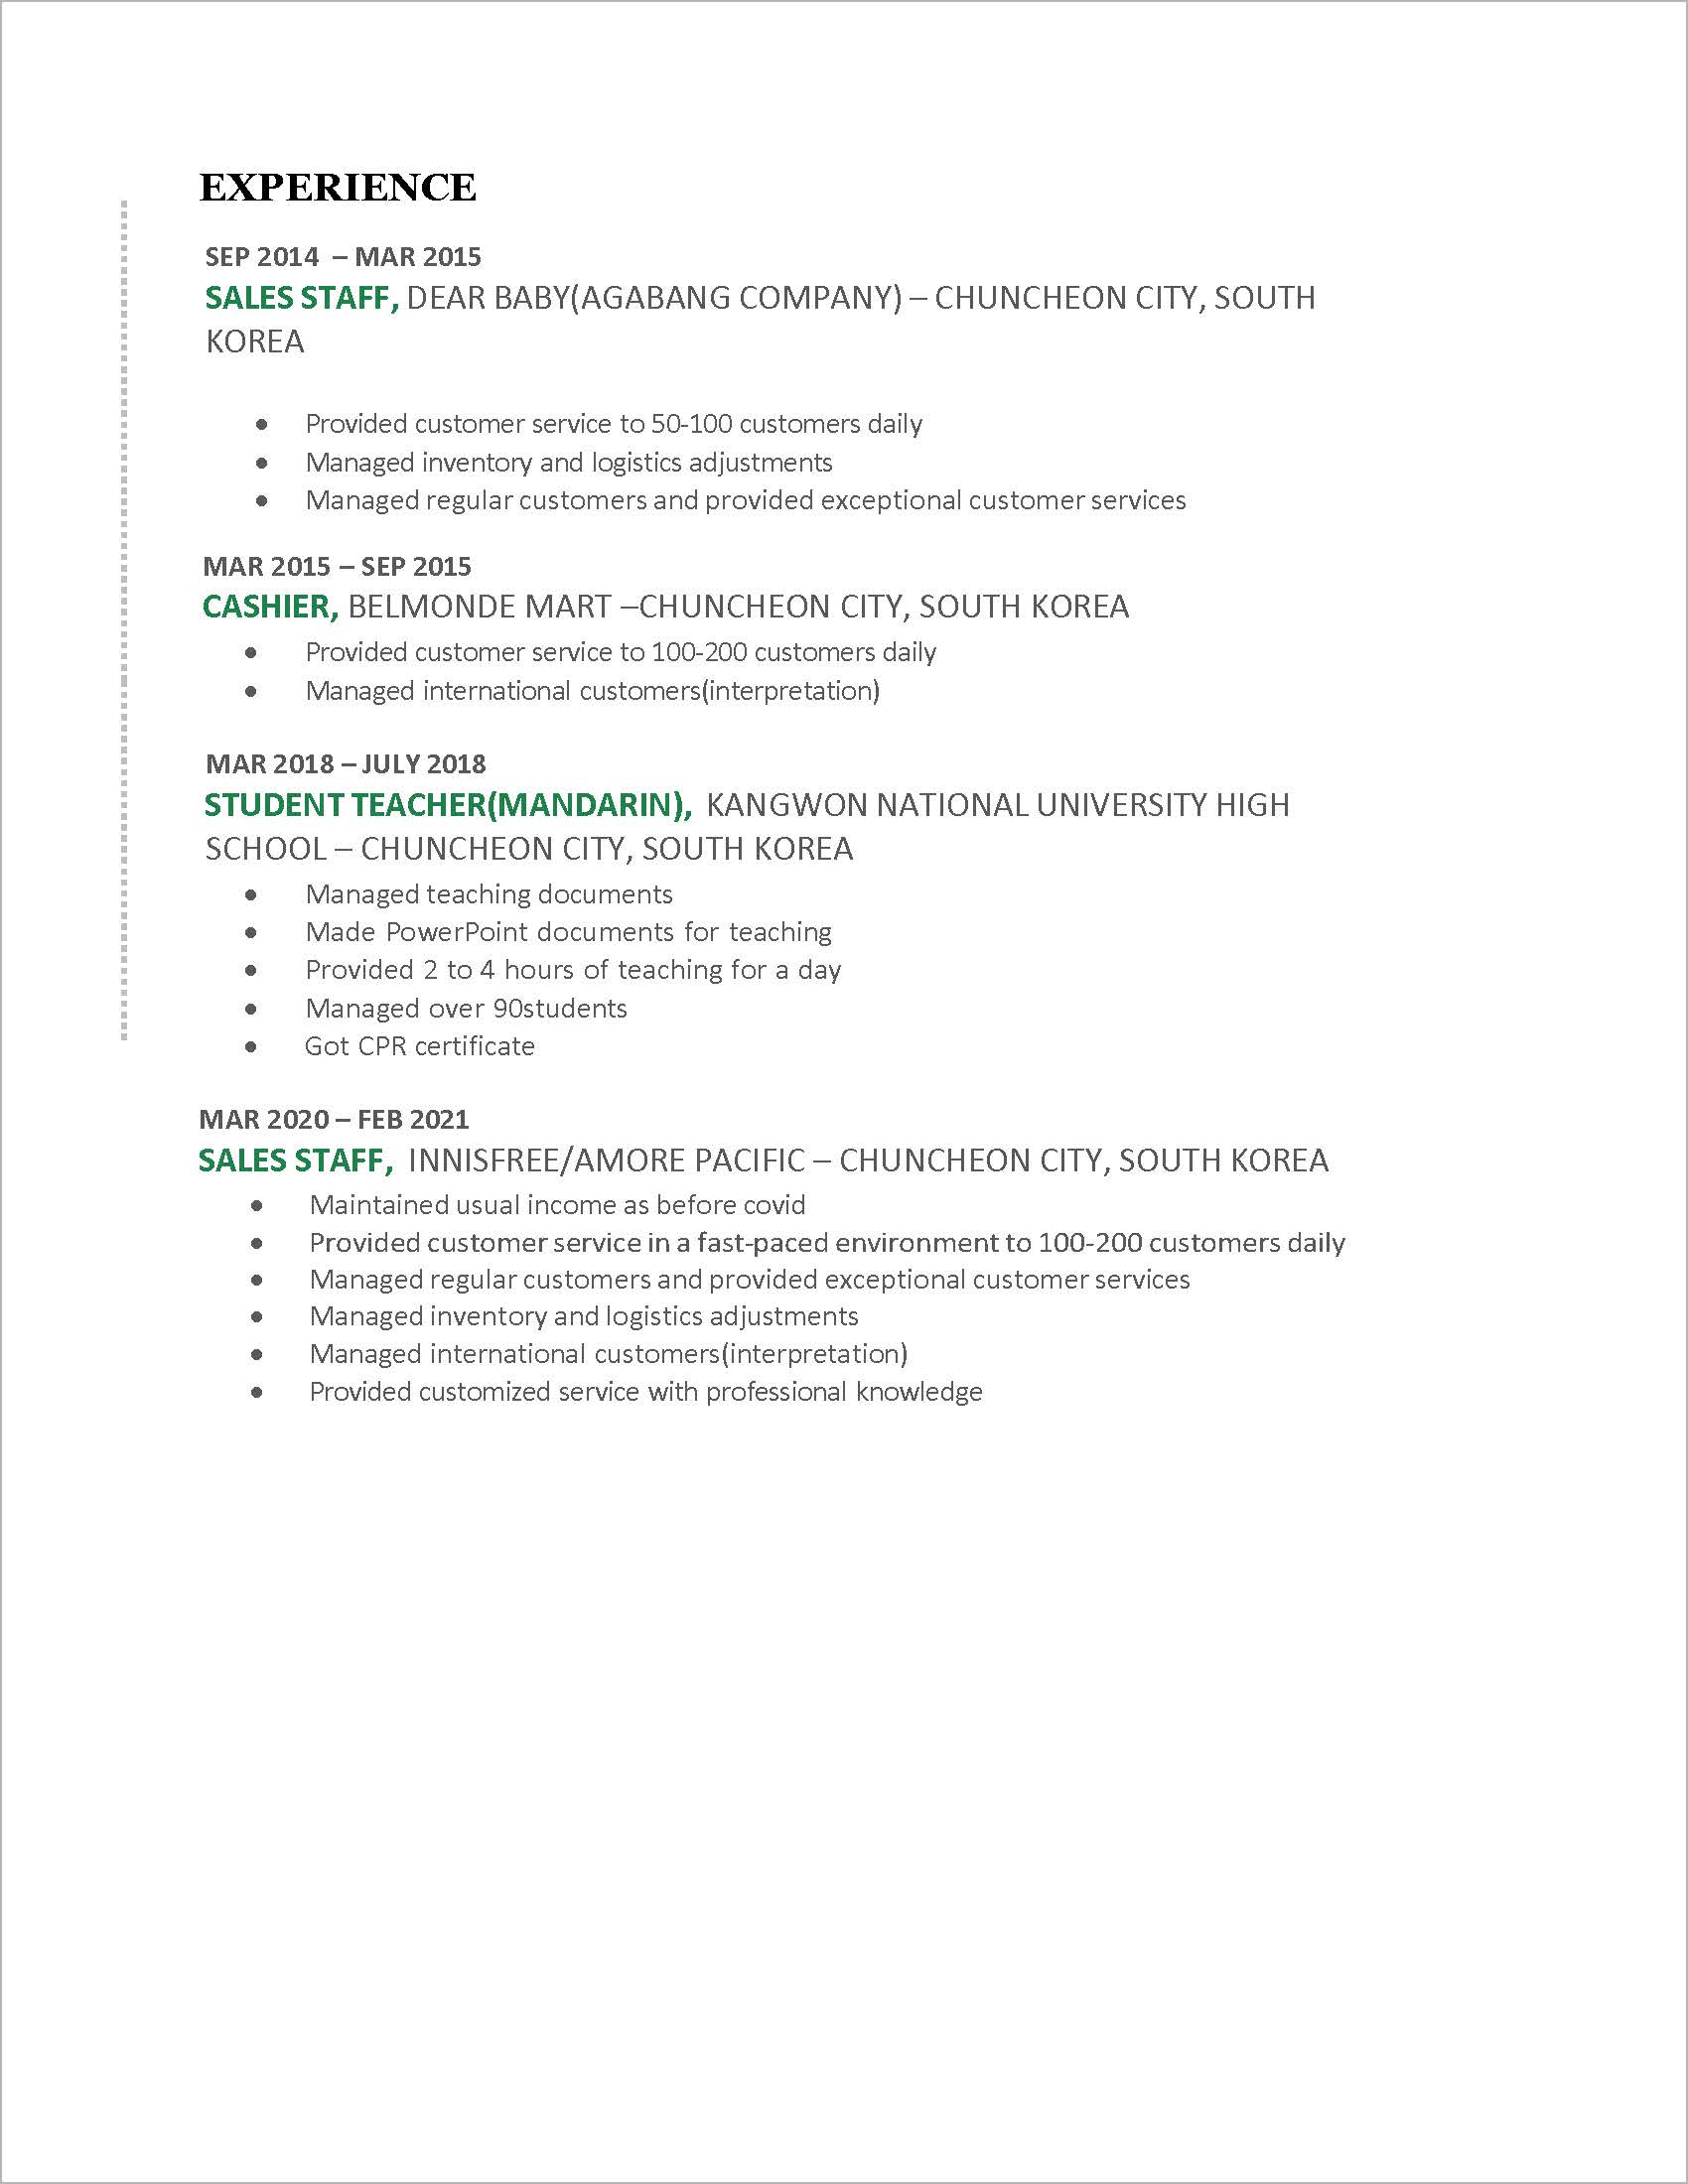 EXPERIENCE
SEP 2014 – MAR 2015
SALES STAFF, DEAR BABY(AGABANG COMPANY) – CHUNCHEON CITY, SOUTH
KOREA
• Provided customer service to 50-100 customers daily
• Managed inventory and logistics adjustments
• Managed regular customers and provided exceptional customer services
MAR 2015 – SEP 2015
CASHIER, BELMONDE MART –CHUNCHEON CITY, SOUTH KOREA
• Provided customer service to 100-200 customers daily
• Managed international customers(interpretation)
MAR 2018 – JULY 2018
STUDENT TEACHER(MANDARIN), KANGWON NATIONAL UNIVERSITY HIGH
SCHOOL – CHUNCHEON CITY, SOUTH KOREA
• Managed teaching documents
• Made PowerPoint documents for teaching
• Provided 2 to 4 hours of teaching for a day
• Managed over 90students
• Got CPR certificate
MAR 2020 – FEB 2021
SALES STAFF, INNISFREE/AMORE PACIFIC – CHUNCHEON CITY, SOUTH KOREA
• Maintained usual income as before covid
• Provided customer service in a fast-paced environment to 100-200 customers daily
• Managed regular customers and provided exceptional customer services
• Managed inventory and logistics adjustments
• Managed international customers(interpretation)
• Provided customized service with professional knowledge